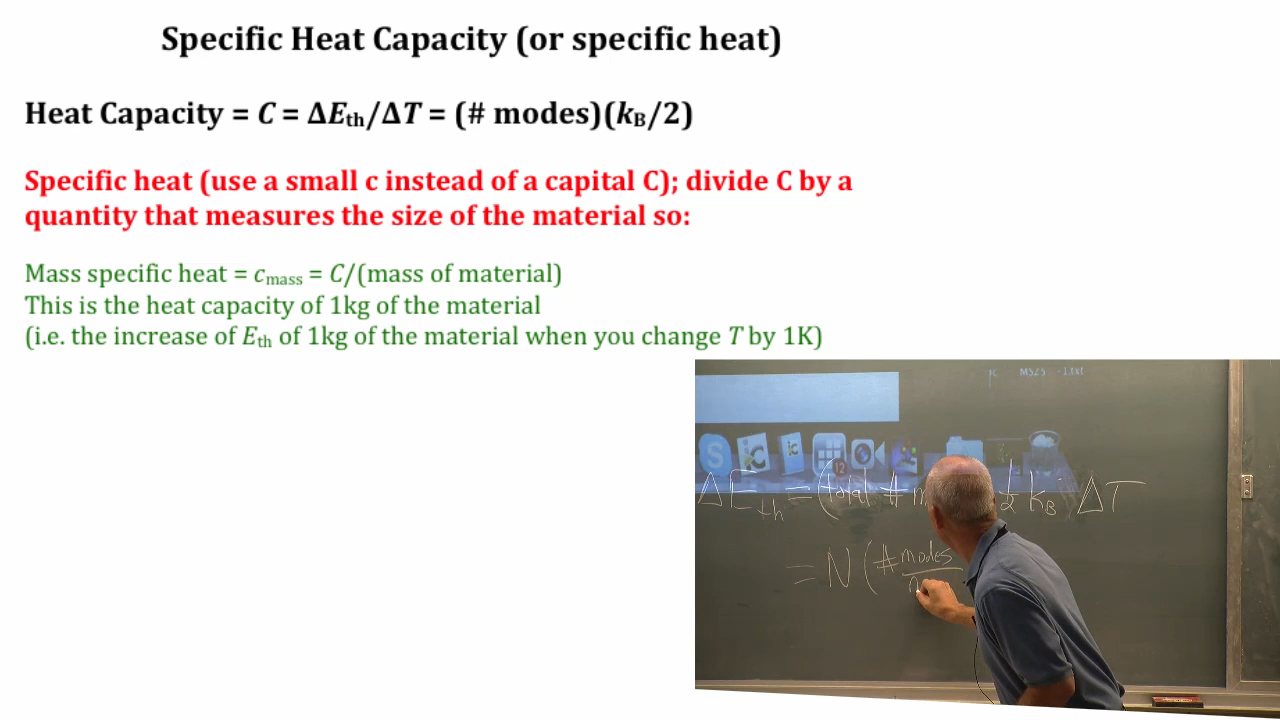 Specific Heat Capacity (or specific heat)
Heat Capacity = C = ΔEth/ΔT = (# modes)(kB/2)
Specific heat (use a small c instead of a capital C); divide C by a
quantity that measures the size of the material so:
Mass specific heat = cmass = C/(mass of material)
This is the heat capacity of 1kg of the material
(i.e. the increase of Eth of 1kg of the material when you change T by 1K)
12
ΔEth = (total # 1/2 kB ΔT
= N (# modes